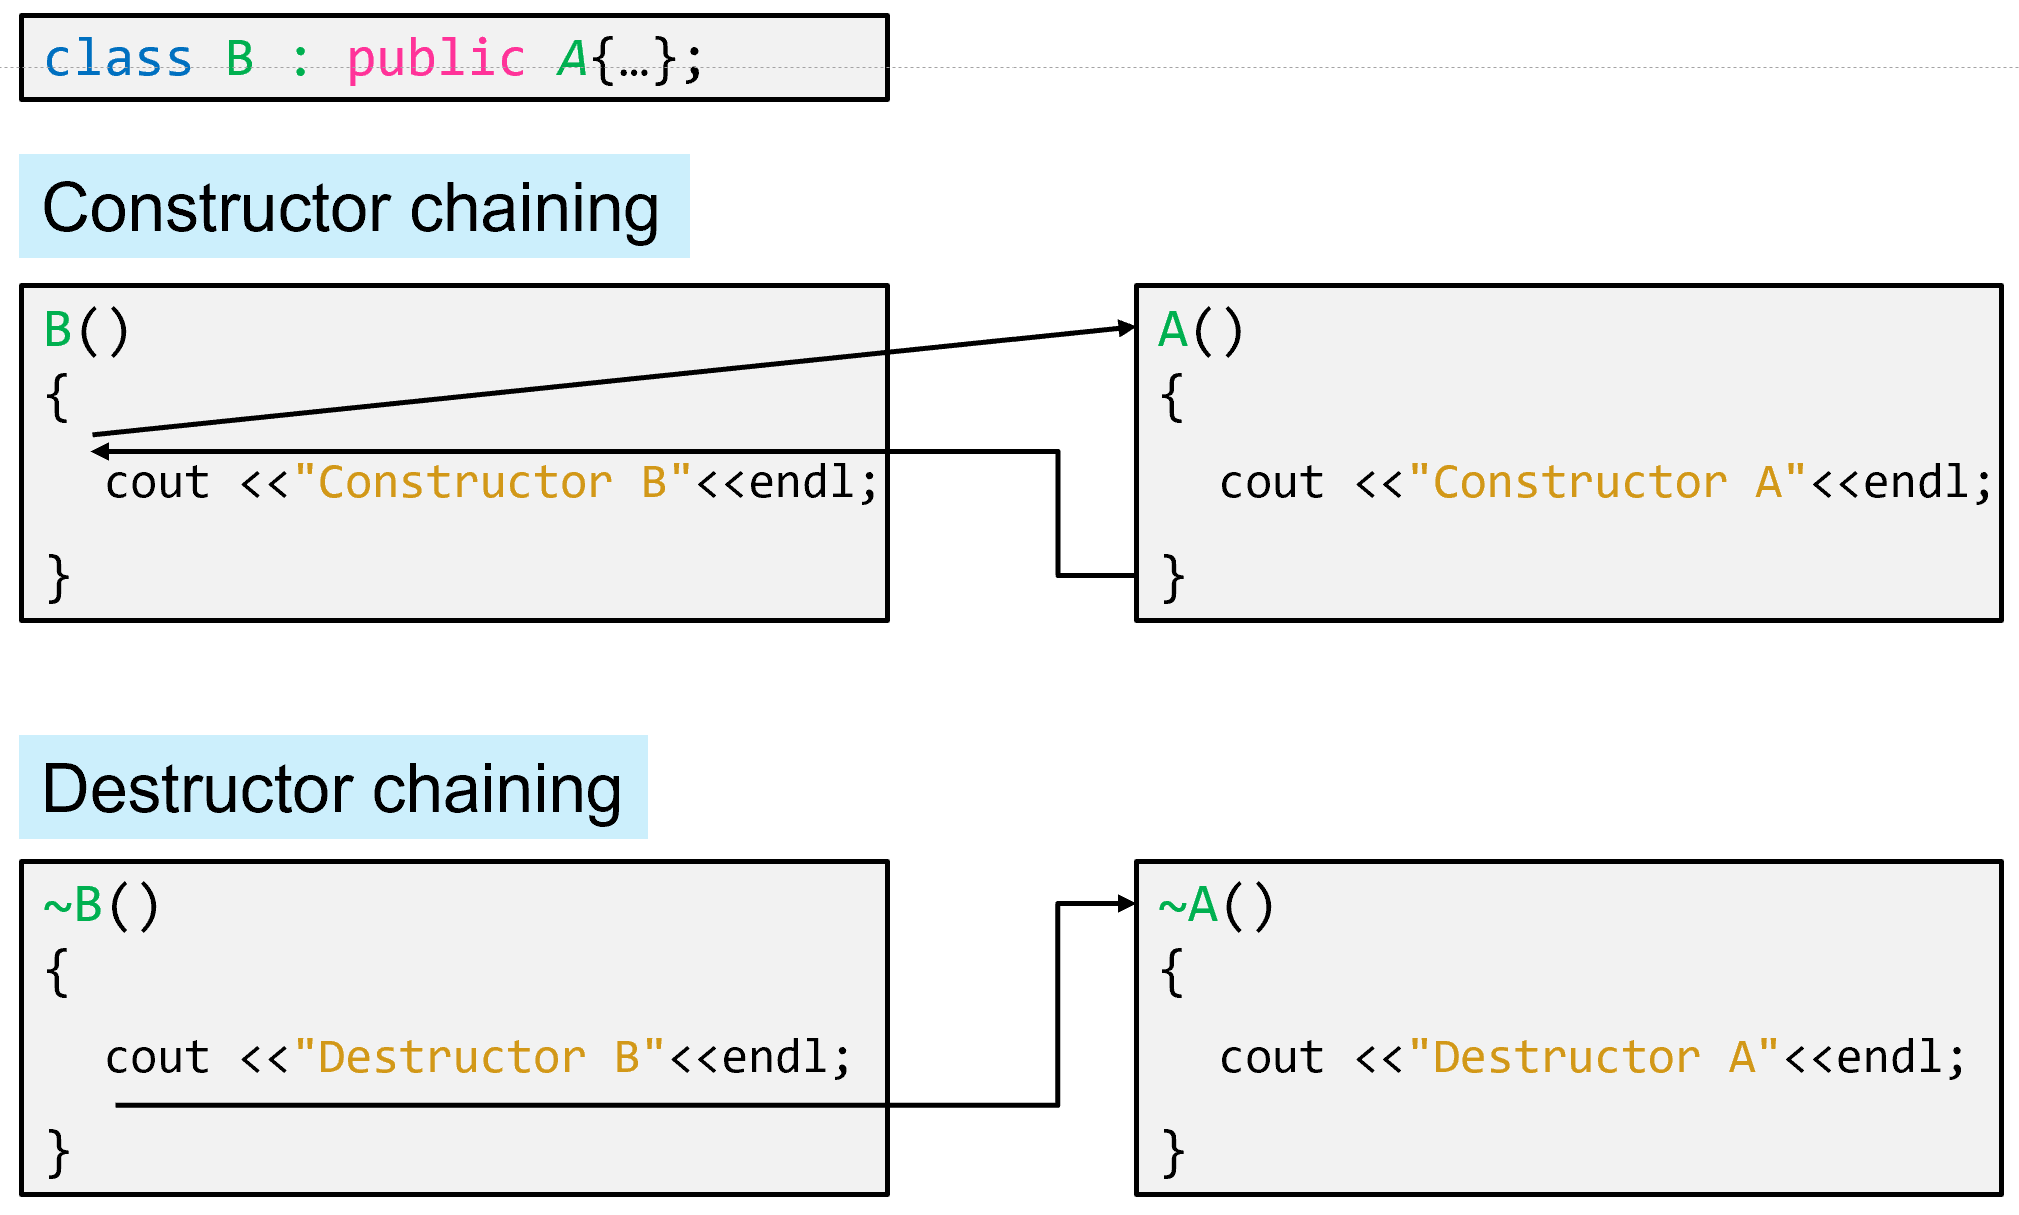 class B : public A{…};
Constructor chaining
B()
{
cout <<"Constructor B"<<endl;
}
A()
{
cout <<"Constructor A"<<endl;
}
Destructor chaining
~B()
{
cout <<"Destructor B"<<endl;
}
~A()
{
cout <<"Destructor A"<<endl;
}